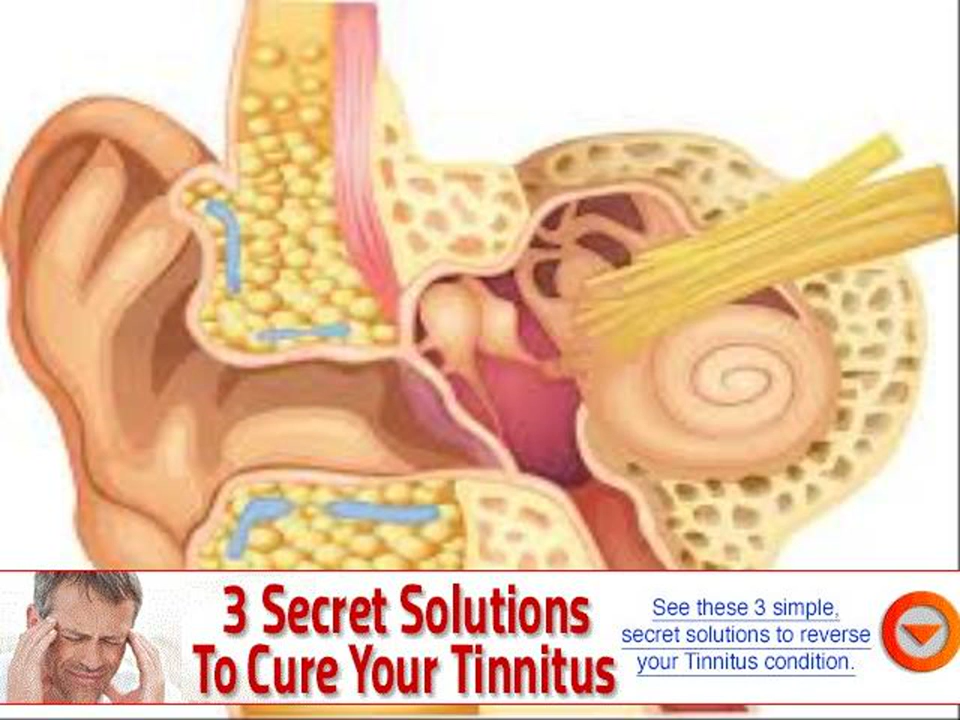 3 Secret Solutions
To Cure Your Tinnitus
See these 3 simple,
secret solutions to reverse
your Tinnitus condition.